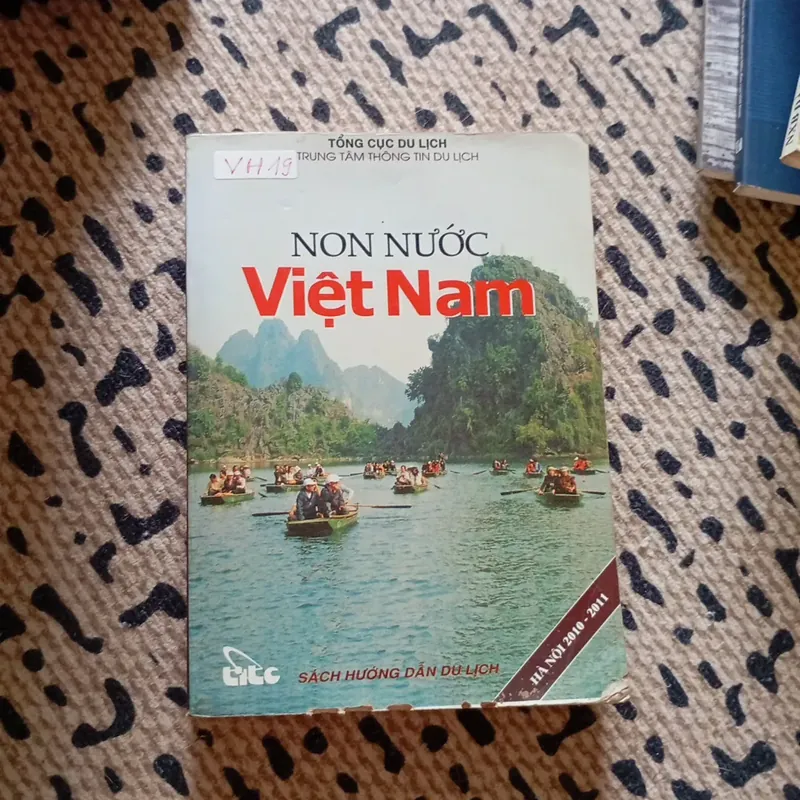 TỔNG CỤC DU LỊCH
TRUNG TÂM THÔNG TIN DU LỊCH
VH19
NON NƯỚC
Việt Nam
titc
SÁCH HƯỚNG DẪN DU LỊCH
HÀ NỘI 2010 - 2011